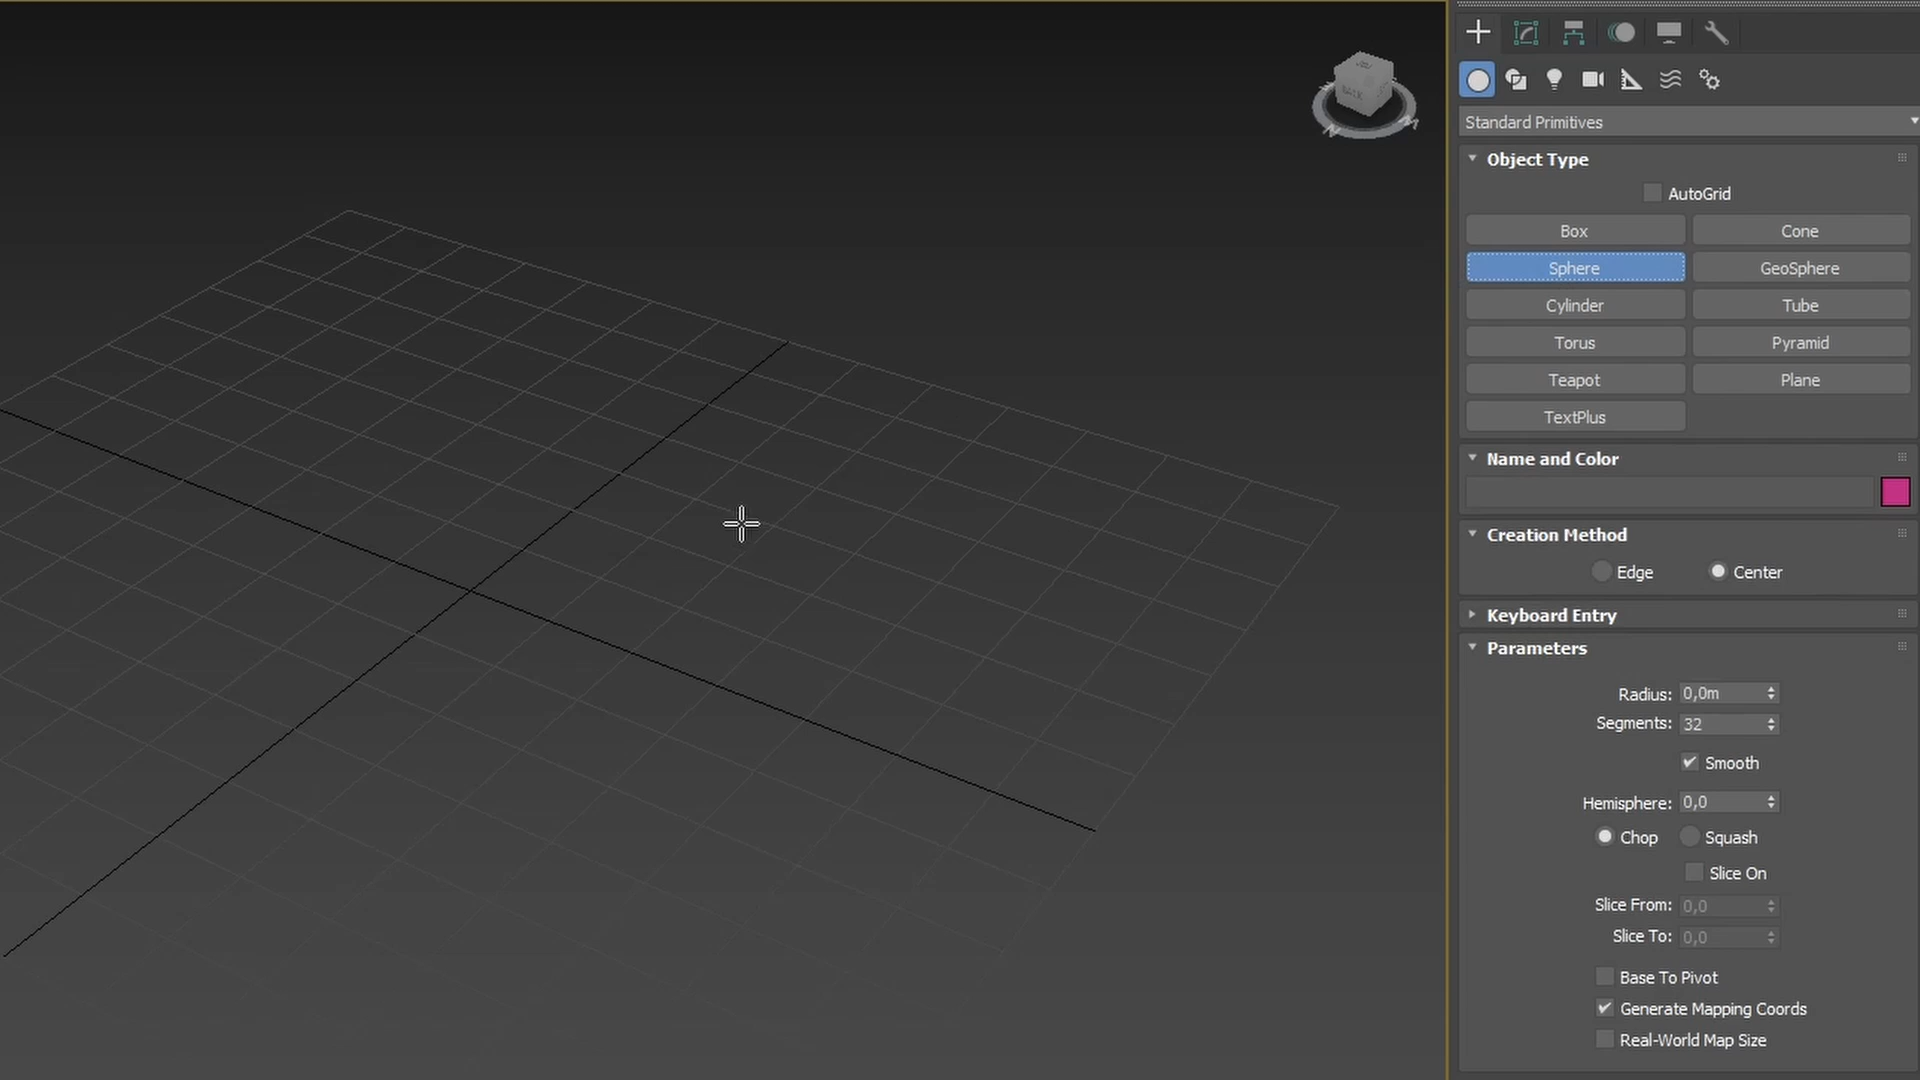 BACK
N
Standard Primitives
Object Type
AutoGrid
Box Cone
Sphere GeoSphere
Cylinder Tube
Torus Pyramid
Teapot Plane
TextPlus
Name and Color
Creation Method
Edge Center
Keyboard Entry
Parameters
Radius: 0,0m
Segments: 32
Smooth
Hemisphere: 0,0
Chop Squash
Slice On
Slice From: 0,0
Slice To: 0,0
Base To Pivot
Generate Mapping Coords
Real-World Map Size